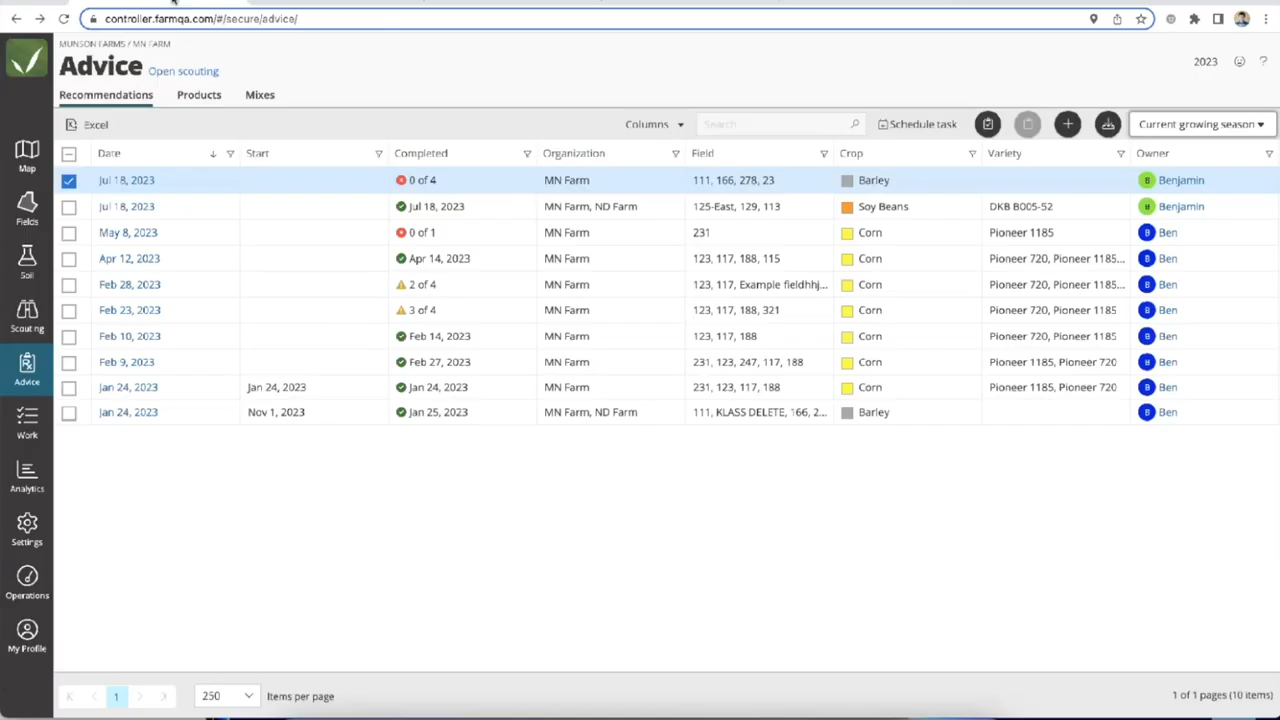 controller.farmqa.com/#/secure/advice/
MUNSON FARMS / MN FARM
Advice Open scouting 2023 ?
Recommendations Products Mixes
Excel Columns Search Schedule task Current growing season
Date Start Completed Organization Field Crop Variety Owner
Jul 18, 2023 0 of 4 MN Farm 111, 166, 278, 23 Barley B Benjamin
Jul 18, 2023 Jul 18, 2023 MN Farm, ND Farm 125-East, 129, 113 Soy Beans DKB B005-52 B Benjamin
May 8, 2023 0 of 1 MN Farm 231 Corn Pioneer 1185 B Ben
Apr 12, 2023 Apr 14, 2023 MN Farm 123, 117, 188, 115 Corn Pioneer 720, Pioneer 1185... B Ben
Feb 28, 2023 2 of 4 MN Farm 123, 117, Example fieldhhj... Corn Pioneer 720, Pioneer 1185... B Ben
Feb 23, 2023 3 of 4 MN Farm 123, 117, 188, 321 Corn Pioneer 720, Pioneer 1185 B Ben
Feb 10, 2023 Feb 14, 2023 MN Farm 123, 117, 188 Corn Pioneer 720, Pioneer 1185 B Ben
Feb 9, 2023 Feb 27, 2023 MN Farm 231, 123, 247, 117, 188 Corn Pioneer 1185, Pioneer 720 B Ben
Jan 24, 2023 Jan 24, 2023 Jan 24, 2023 MN Farm 231, 123, 117, 188 Corn Pioneer 1185, Pioneer 720 B Ben
Jan 24, 2023 Nov 1, 2023 Jan 25, 2023 MN Farm, ND Farm 111, KLASS DELETE, 166, 2... Barley B Ben
Map
Fields
Soil
Scouting
Advice
Work
Analytics
Settings
Operations
My Profile
1 250 Items per page 1 of 1 pages (10 items)